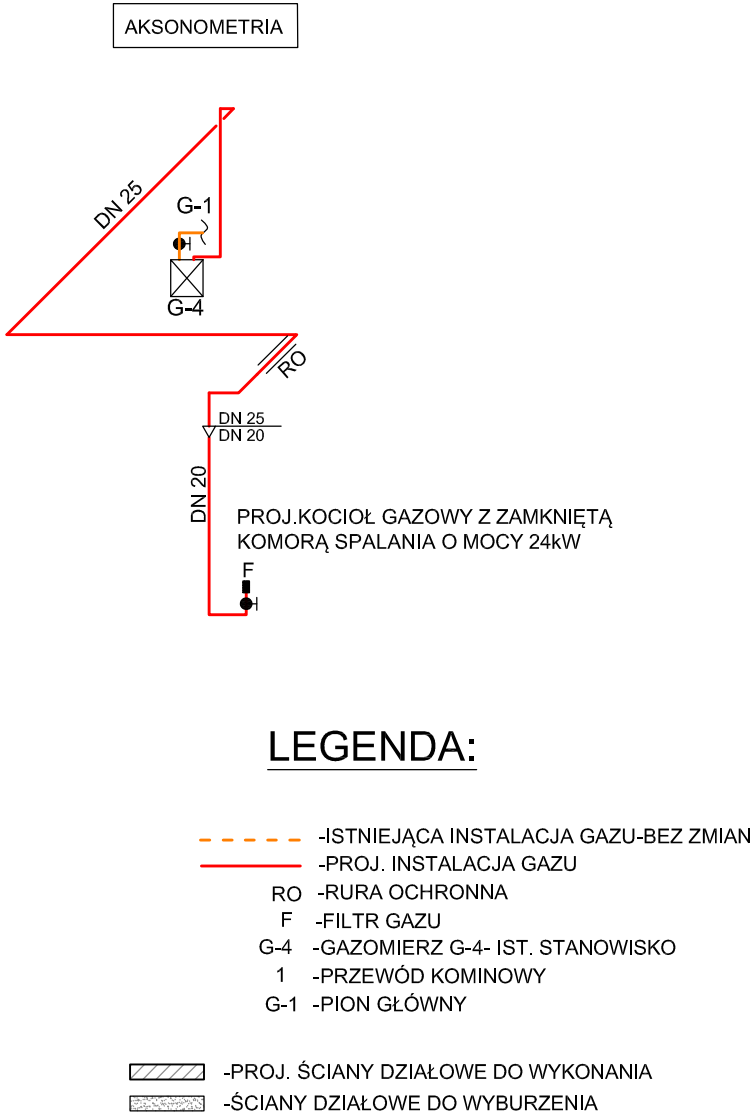 AKSONOMETRIA
DN 25
G-1
G-4
RO
DN 25
DN 20
DN 20
PROJ.KOCIOŁ GAZOWY Z ZAMKNIĘTĄ
KOMORĄ SPALANIA O MOCY 24kW
F
LEGENDA:
-ISTNIEJĄCA INSTALACJA GAZU-BEZ ZMIAN
-PROJ. INSTALACJA GAZU
RO -RURA OCHRONNA
F -FILTR GAZU
G-4 -GAZOMIERZ G-4- IST. STANOWISKO
1 -PRZEWÓD KOMINOWY
G-1 -PION GŁÓWNY
-PROJ. ŚCIANY DZIAŁOWE DO WYKONANIA
-ŚCIANY DZIAŁOWE DO WYBURZENIA